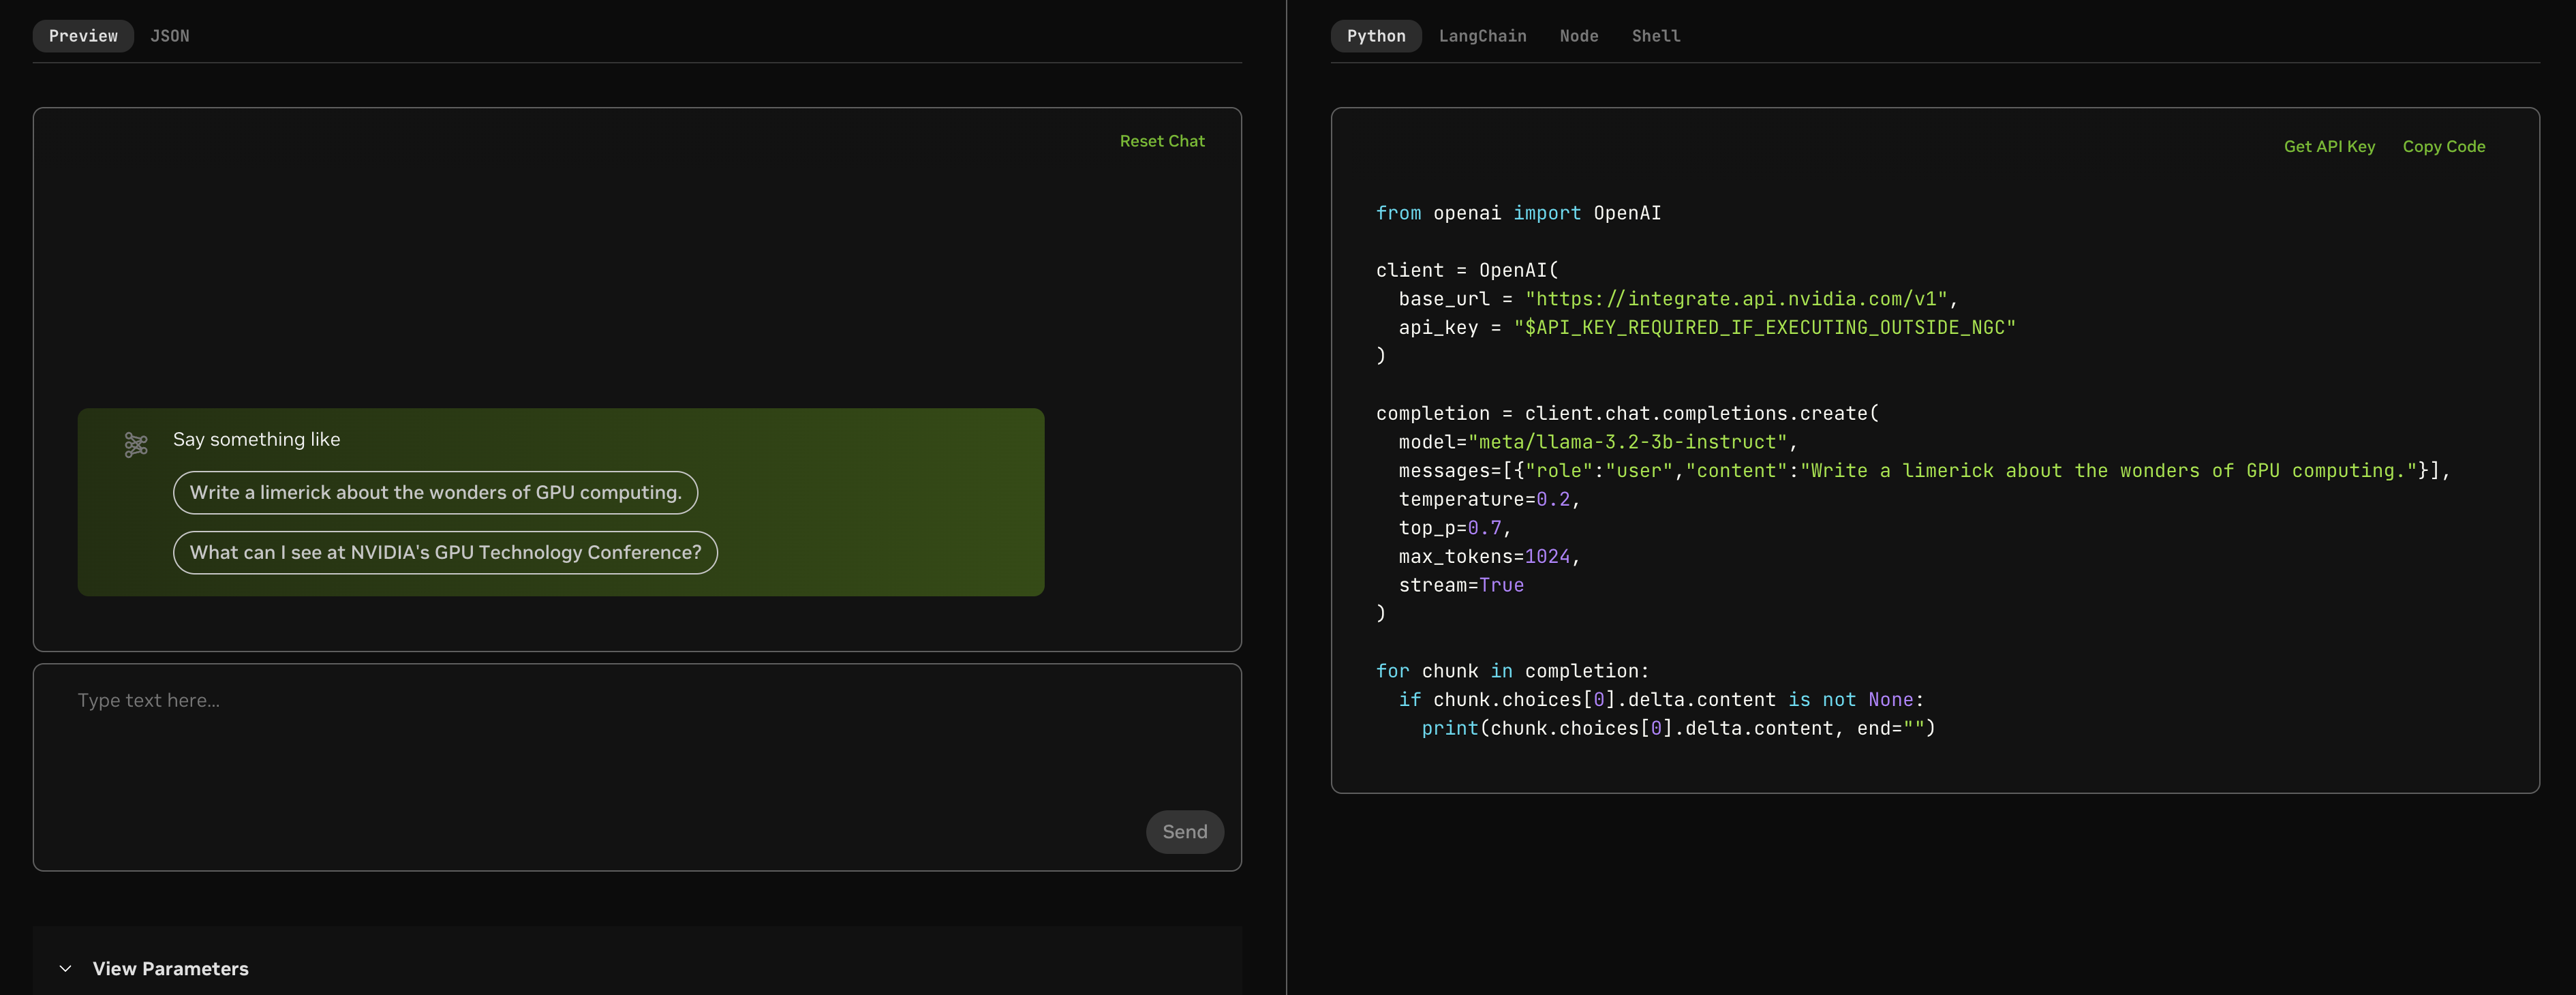 Preview JSON
Reset Chat
Say something like
Write a limerick about the wonders of GPU computing.
What can I see at NVIDIA's GPU Technology Conference?
Type text here...
Send
View Parameters
Python LangChain Node Shell
Get API Key Copy Code
from openai import OpenAI
client = OpenAI(
  base_url = "https://integrate.api.nvidia.com/v1",
  api_key = "$API_KEY_REQUIRED_IF_EXECUTING_OUTSIDE_NGC"
)
completion = client.chat.completions.create(
  model="meta/llama-3.2-3b-instruct",
  messages=[{"role":"user","content":"Write a limerick about the wonders of GPU computing."}],
  temperature=0.2,
  top_p=0.7,
  max_tokens=1024,
  stream=True
)
for chunk in completion:
  if chunk.choices[0].delta.content is not None:
    print(chunk.choices[0].delta.content, end="")